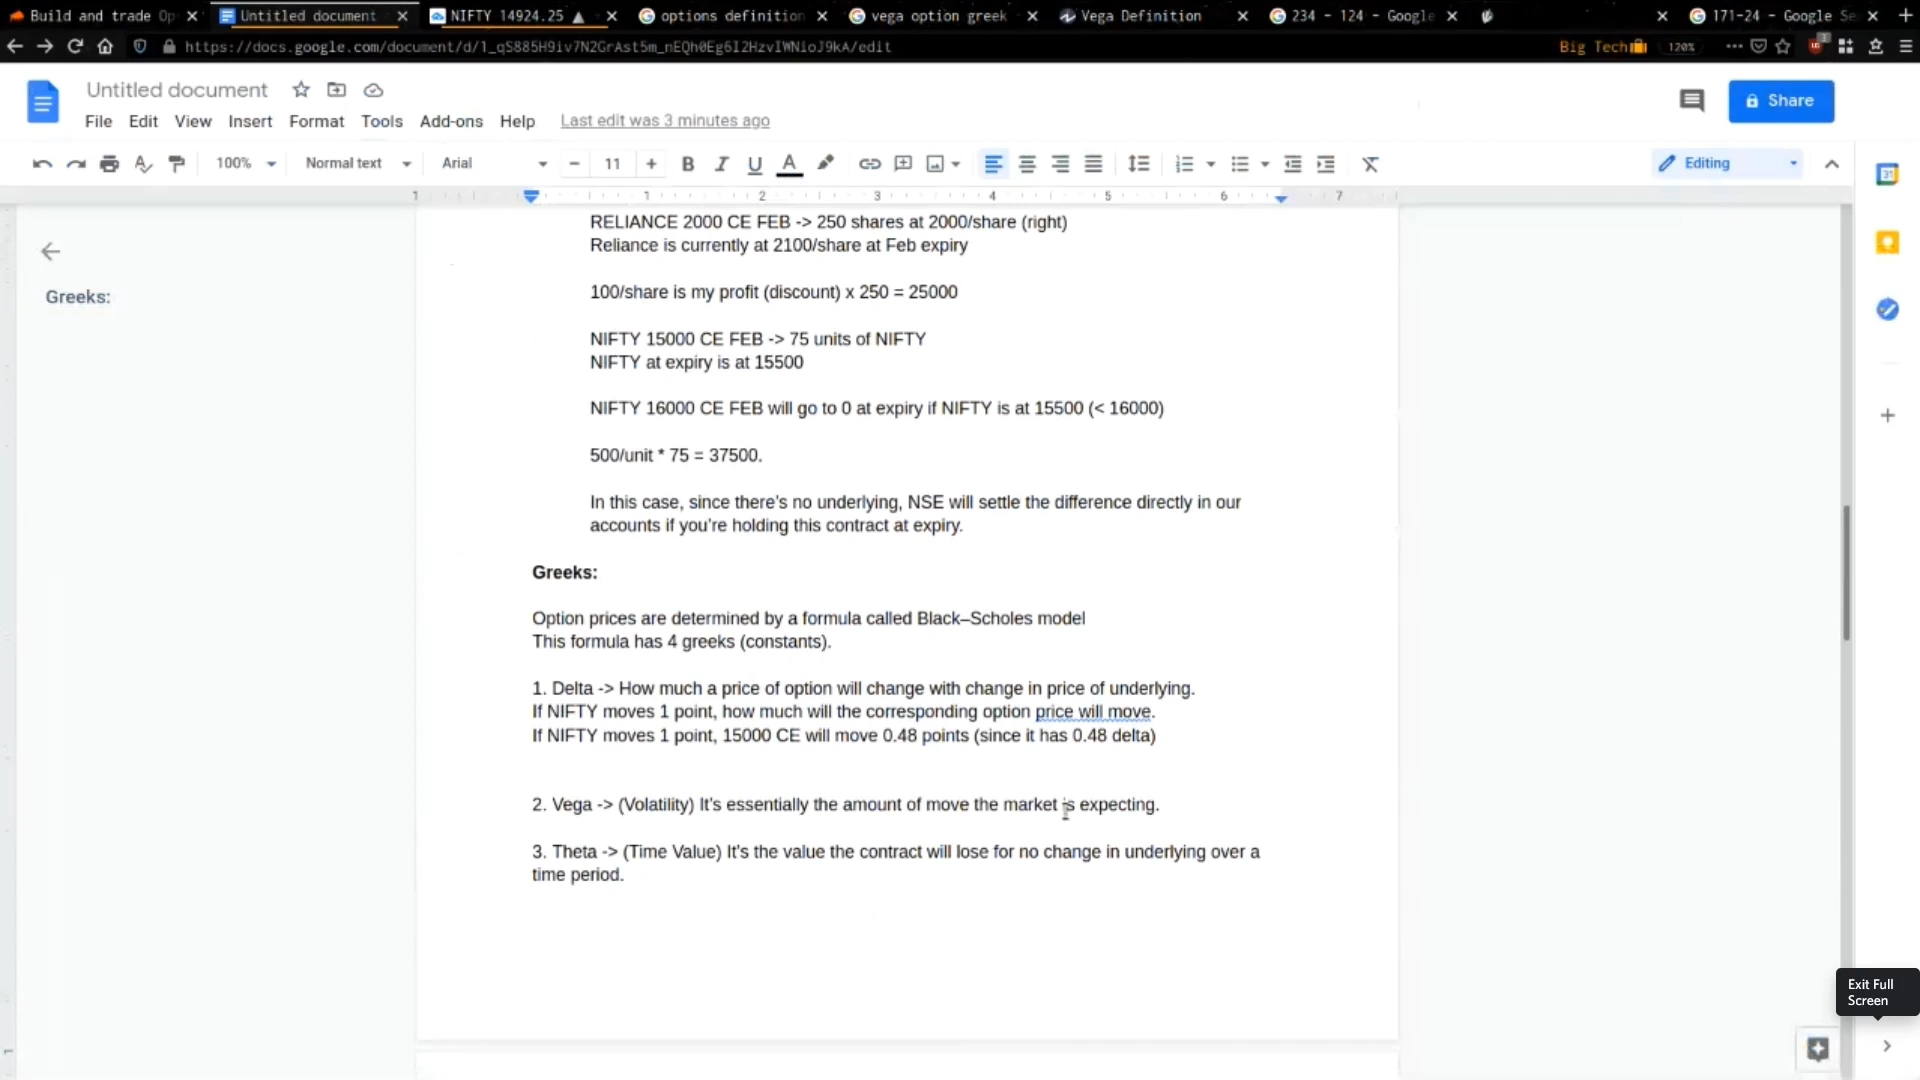 Build and trade Op
Untitled document
NIFTY 14924.25 ▲
options definition
vega option greek
Vega Definition
234 - 124 - Google
171-24 - Google Se
https://docs.google.com/document/d/1_qS885H9iv7N2GrAst5m_nEQh0Eg6I2HzvIWNioJ9kA/edit
Big Tech
120%
3
Untitled document
Share
File Edit View Insert Format Tools Add-ons Help Last edit was 3 minutes ago
100% Normal text Arial 11 B I U A Editing
31
1 1 2 3 4 5 6 7
Greeks:
RELIANCE 2000 CE FEB -> 250 shares at 2000/share (right)
Reliance is currently at 2100/share at Feb expiry
100/share is my profit (discount) x 250 = 25000
NIFTY 15000 CE FEB -> 75 units of NIFTY
NIFTY at expiry is at 15500
NIFTY 16000 CE FEB will go to 0 at expiry if NIFTY is at 15500 (< 16000)
500/unit * 75 = 37500.
In this case, since there's no underlying, NSE will settle the difference directly in our
accounts if you're holding this contract at expiry.
Greeks:
Option prices are determined by a formula called Black–Scholes model
This formula has 4 greeks (constants).
1. Delta -> How much a price of option will change with change in price of underlying.
If NIFTY moves 1 point, how much will the corresponding option price will move.
If NIFTY moves 1 point, 15000 CE will move 0.48 points (since it has 0.48 delta)
2. Vega -> (Volatility) It's essentially the amount of move the market is expecting.
3. Theta -> (Time Value) It's the value the contract will lose for no change in underlying over a
time period.
Exit Full
Screen